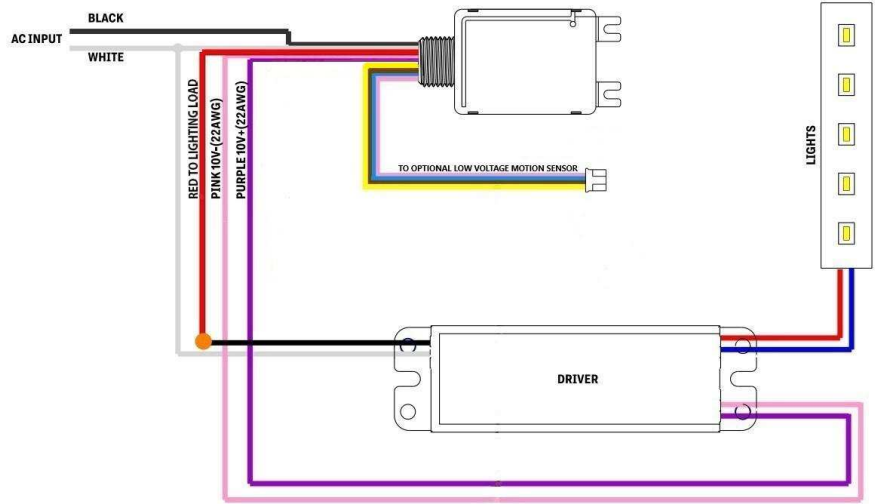 BLACK
AC INPUT
WHITE
RED TO LIGHTING LOAD
PINK 10V-(22AWG)
PURPLE 10V+(22AWG)
TO OPTIONAL LOW VOLTAGE MOTION SENSOR
LIGHTS
DRIVER